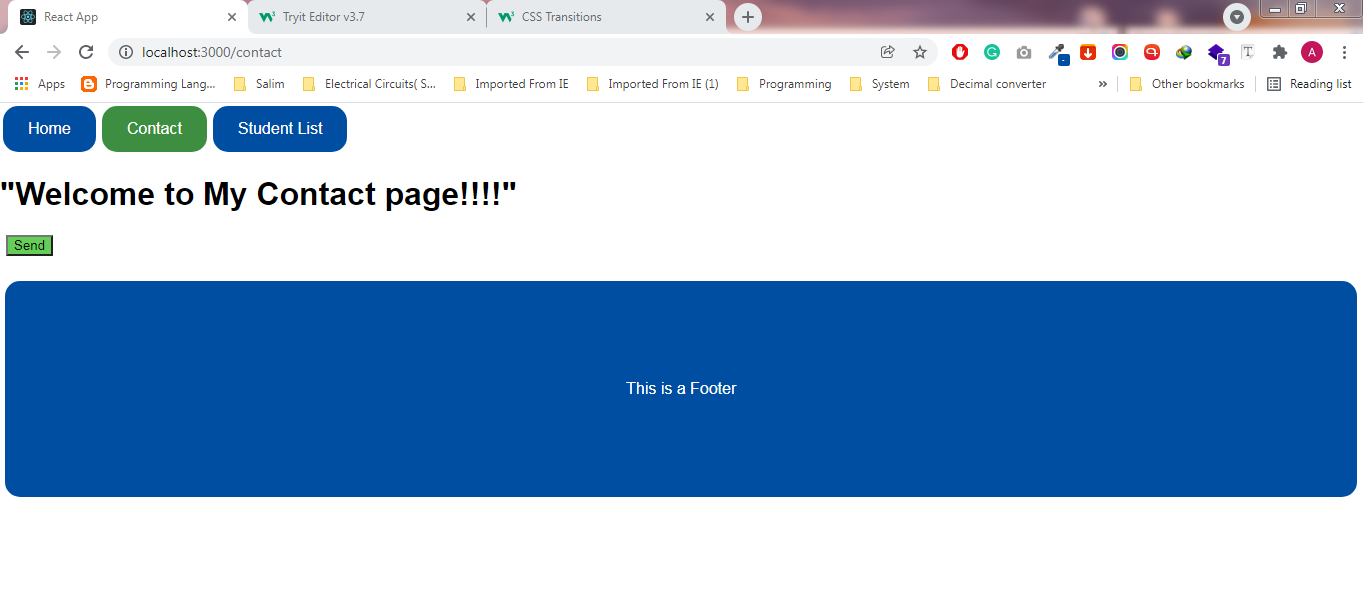 React App
Tryit Editor v3.7
CSS Transitions
localhost:3000/contact
7
T
A
Apps
Programming Lang...
Salim
Electrical Circuits( S...
Imported From IE
Imported From IE (1)
Programming
System
Decimal converter
»
Other bookmarks
Reading list
Home
Contact
Student List
"Welcome to My Contact page!!!!"
Send
This is a Footer